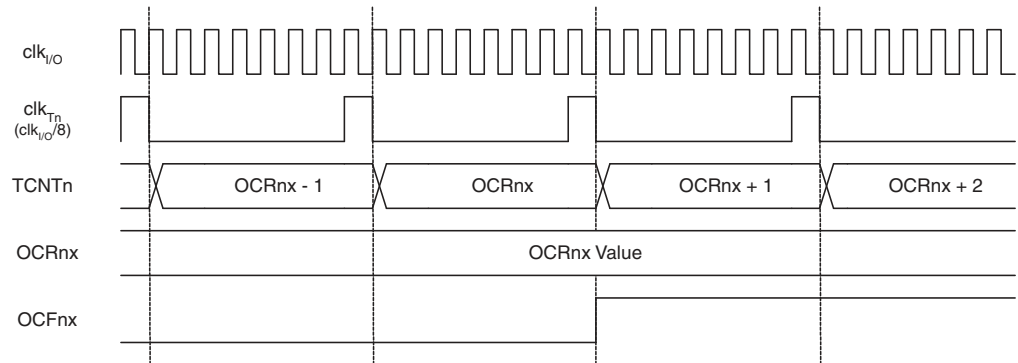 clkI/O
clkTn
(clkI/O/8)
TCNTn
OCRnx - 1
OCRnx
OCRnx + 1
OCRnx + 2
OCRnx
OCRnx Value
OCFnx